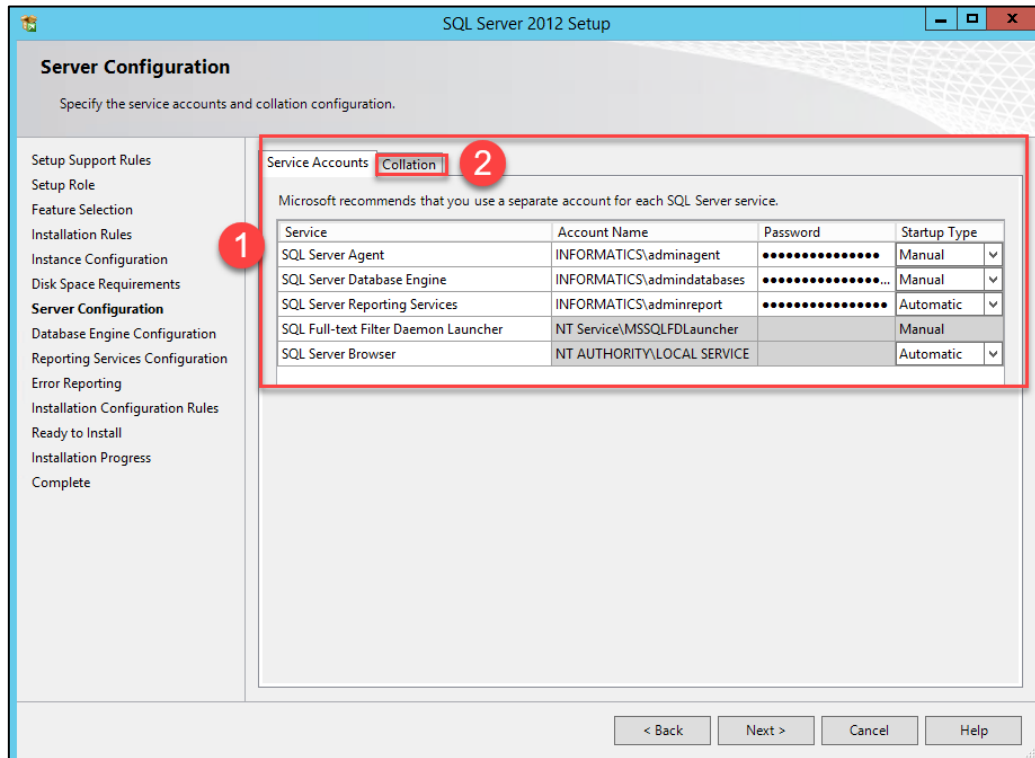 SQL Server 2012 Setup
Server Configuration
Specify the service accounts and collation configuration.
Setup Support Rules
Setup Role
Feature Selection
Installation Rules
Instance Configuration
Disk Space Requirements
Server Configuration
Database Engine Configuration
Reporting Services Configuration
Error Reporting
Installation Configuration Rules
Ready to Install
Installation Progress
Complete
1
Service Accounts Collation 2
Microsoft recommends that you use a separate account for each SQL Server service.
Service Account Name Password Startup Type
SQL Server Agent INFORMATICS\adminagent ●●●●●●●●●●●●●●● Manual
SQL Server Database Engine INFORMATICS\admindatabases ●●●●●●●●●●●●●●●... Manual
SQL Server Reporting Services INFORMATICS\adminreport ●●●●●●●●●●●●●●●● Automatic
SQL Full-text Filter Daemon Launcher NT Service\MSSQLFDLauncher Manual
SQL Server Browser NT AUTHORITY\LOCAL SERVICE Automatic
< Back Next > Cancel Help